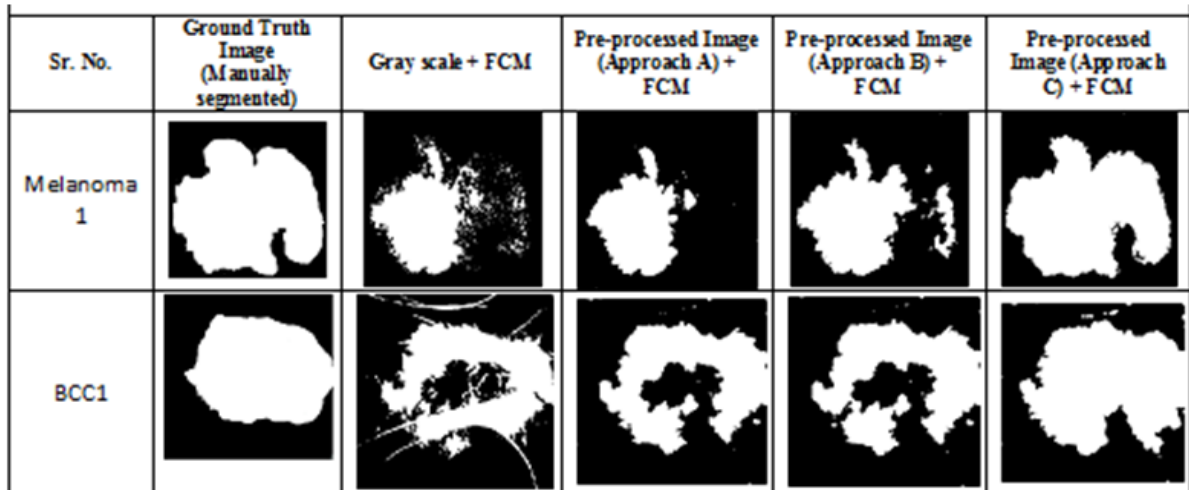 Sr. No.
Ground Truth
Image
(Manually
segmented)
Gray scale + FCM
Pre-processed Image
(Approach A) +
FCM
Pre-processed Image
(Approach B) +
FCM
Pre-processed
Image (Approach
C) + FCM
Melanoma
1
BCC1